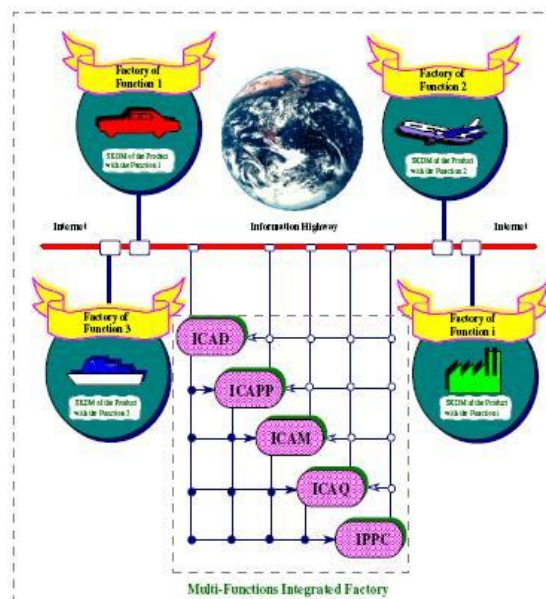 Factory of
Function 1
SKDM of the Product
with the Function 1
Factory of
Function 2
SKDM of the Product
with the Function 2
Internet
Information Highway
Internet
Factory of
Function 3
SKDM of the Product
with the Function 3
Factory of
Function i
SKDM of the Product
with the Function i
ICAD
ICAPP
ICAM
ICAQ
IPPC
Multi-Functions Integrated Factory